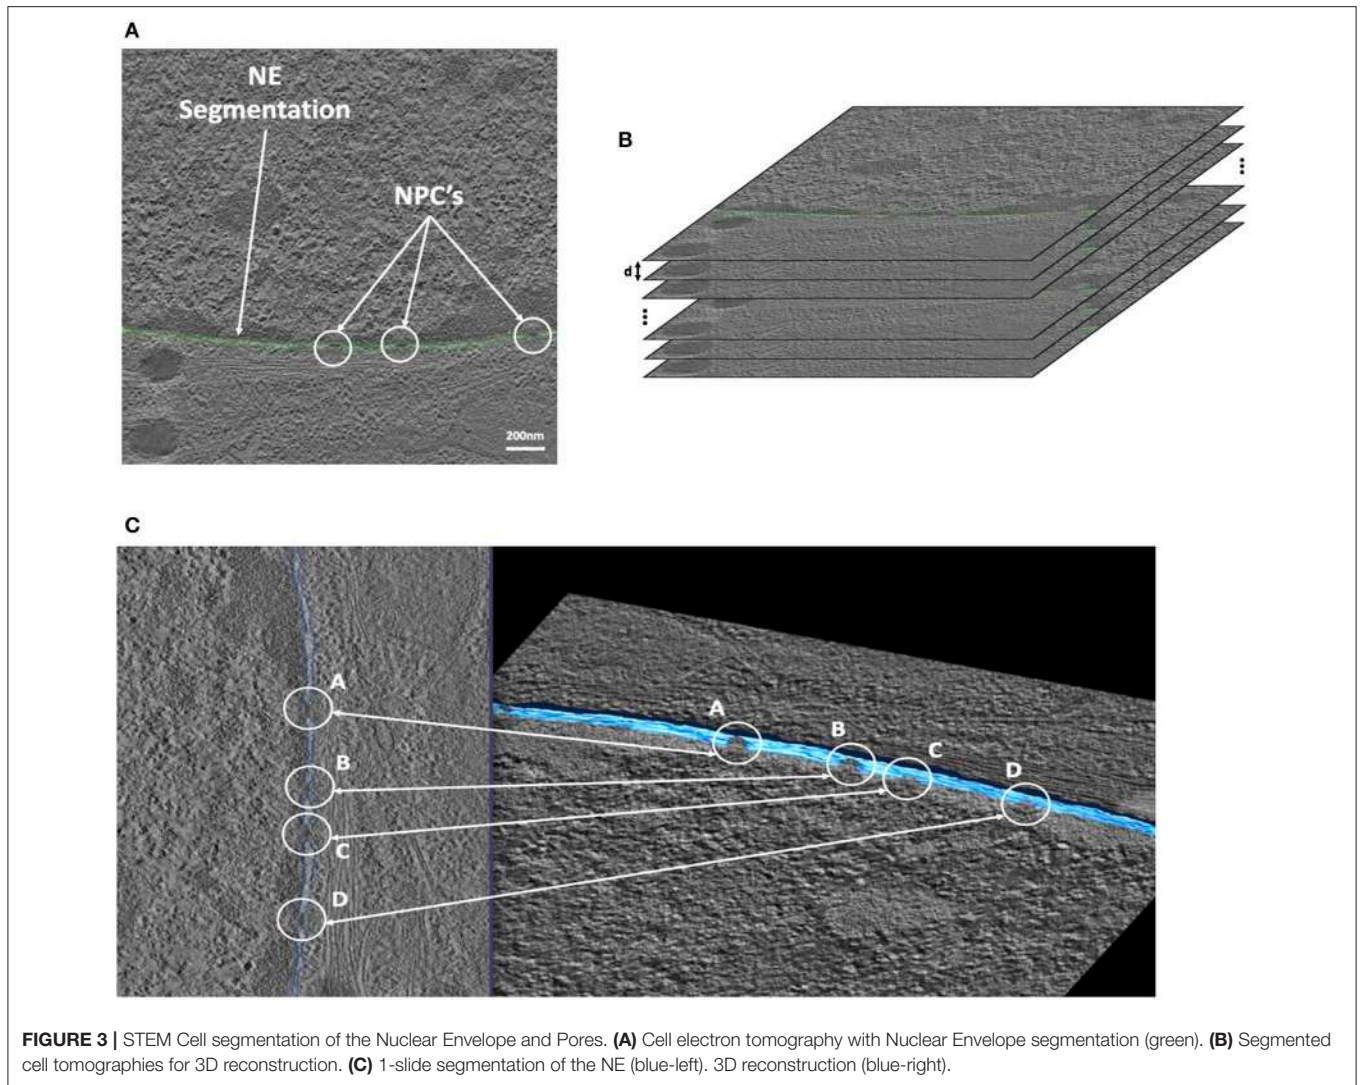 A
NE
Segmentation
NPC's
200nm
B
d
C
A
B
C
D
A
B
C
D
FIGURE 3 | STEM Cell segmentation of the Nuclear Envelope and Pores. (A) Cell electron tomography with Nuclear Envelope segmentation (green). (B) Segmented
cell tomographies for 3D reconstruction. (C) 1-slide segmentation of the NE (blue-left). 3D reconstruction (blue-right).